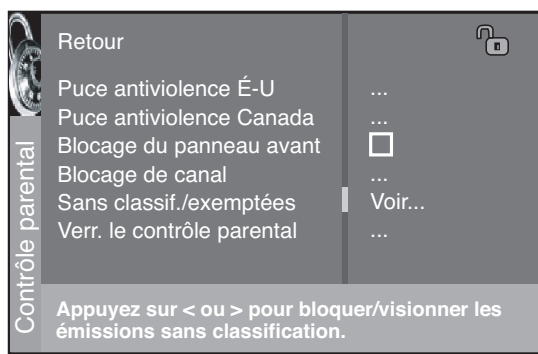 Retour
Puce antiviolence É-U ...
Puce antiviolence Canada ...
Blocage du panneau avant
Blocage de canal ...
Sans classif./exemptées Voir...
Verr. le contrôle parental ...
Contrôle parental
Appuyez sur < ou > pour bloquer/visionner les
émissions sans classification.